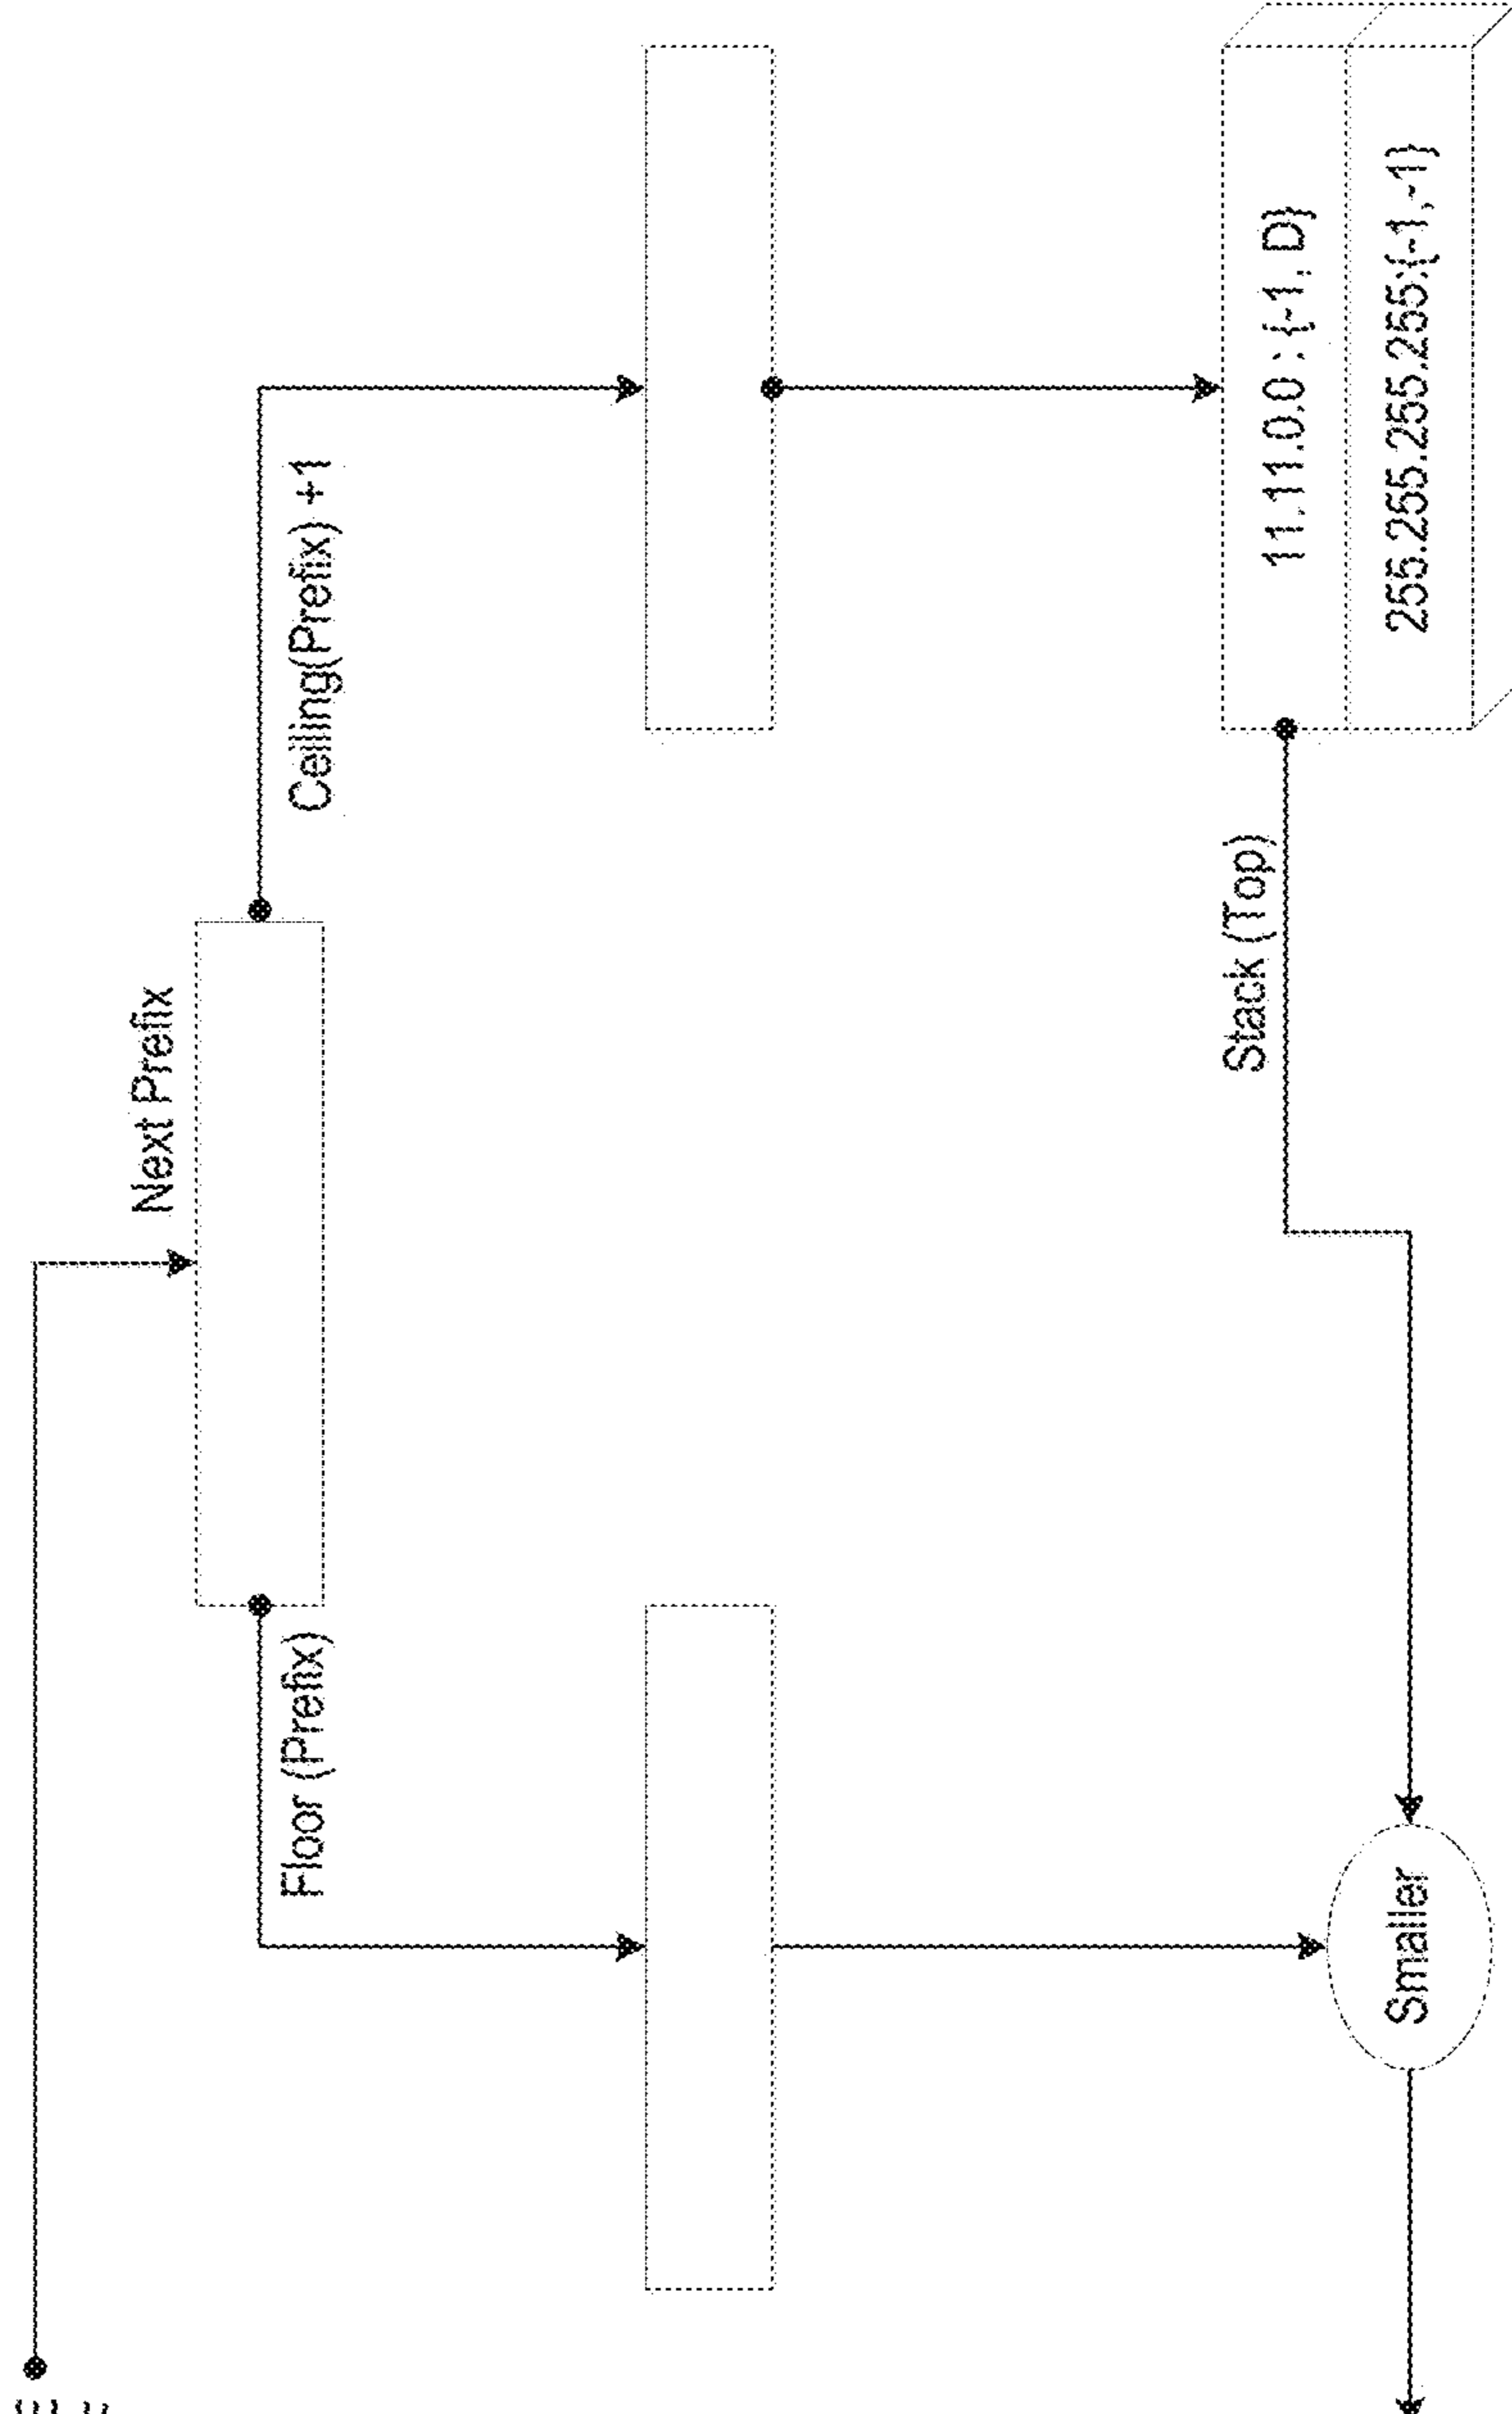 Next Prefix
Floor (Prefix)
Ceiling(Prefix) +1
Stack (Top)
11.11.0.0 : {-1, D}
255.255.255.255:{-1,-1}
Smaller